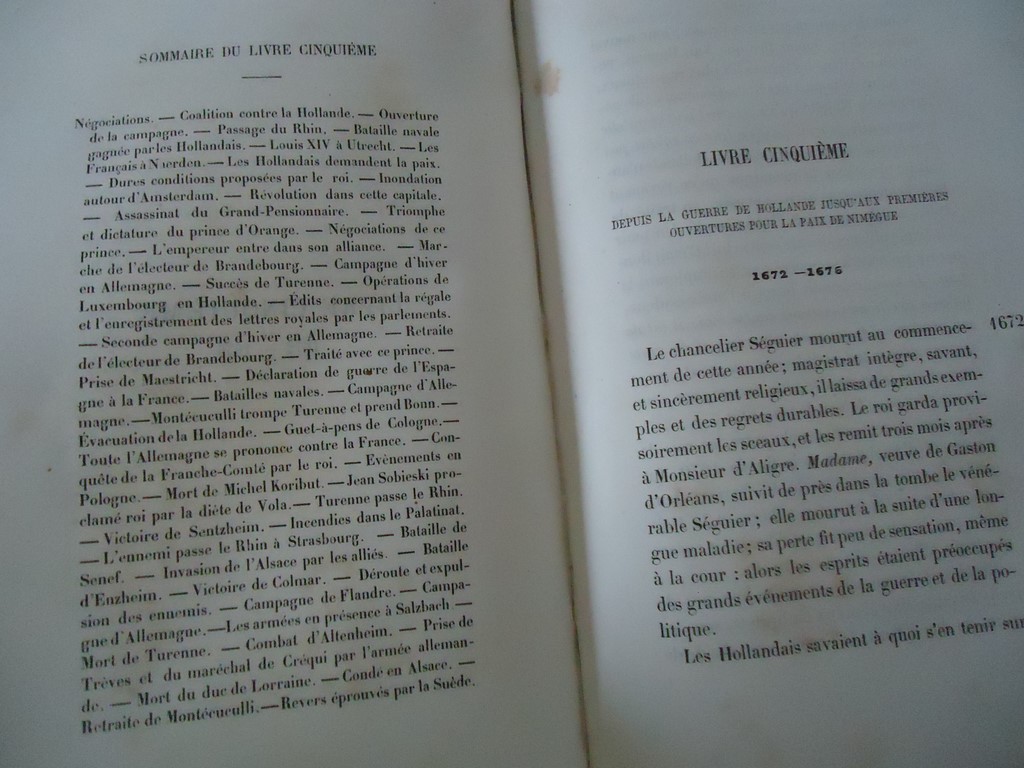 SOMMAIRE DU LIVRE CINQUIÈME
Négociations. — Coalition contre la Hollande. — Ouverture
de la campagne. — Passage du Rhin. — Bataille navale
gagnée par les Hollandais. — Louis XIV à Utrecht. — Les
Français à Nierden. — Les Hollandais demandent la paix.
— Dures conditions proposées par le roi. — Inondation
autour d'Amsterdam. — Révolution dans cette capitale.
— Assassinat du Grand-Pensionnaire. — Triomphe
et dictature du prince d'Orange. — Négociations de ce
prince. — L'empereur entre dans son alliance. — Mar-
che de l'électeur de Brandebourg. — Campagne d'hiver
en Allemagne. — Succès de Turenne. — Opérations de
Luxembourg en Hollande. — Édits concernant la régale
et l'enregistrement des lettres royales par les parlements.
— Seconde campagne d'hiver en Allemagne. — Retraite
de l'électeur de Brandebourg. — Traité avec ce prince. —
Prise de Maestricht. — Déclaration de guerre de l'Espa-
gne à la France. — Batailles navales. — Campagne d'Alle-
magne. — Montécuculli trompe Turenne et prend Bonn. —
Évacuation de la Hollande. — Guet-à-pens de Cologne. —
Toute l'Allemagne se prononce contre la France. — Con-
quête de la Franche-Comté par le roi. — Evènements en
Pologne. — Mort de Michel Koribut. — Jean Sobieski pro-
clamé roi par la diéte de Vola. — Turenne passe le Rhin.
— Victoire de Sentzheim. — Incendies dans le Palatinat.
— L'ennemi passe le Rhin à Strasbourg. — Bataille de
Senef. — Invasion de l'Alsace par les alliés. — Bataille
d'Enzheim. — Victoire de Colmar. — Déroute et expul-
sion des ennemis. — Campagne de Flandre. — Campa-
gne d'Allemagne. — Les armées en présence à Salzbach —
Mort de Turenne. — Combat d'Altenheim. — Prise de
Trèves et du maréchal de Créqui par l'armée alleman-
de. — Mort du duc de Lorraine. — Condé en Alsace. —
Retraite de Montécuculli. — Revers éprouvés par la Suède.
LIVRE CINQUIÈME
DEPUIS LA GUERRE DE HOLLANDE JUSQU'AUX PREMIÈRES
OUVERTURES POUR LA PAIX DE NIMÈGUE
1672 — 1676
Le chancelier Séguier mourut au commence- 1672
ment de cette année; magistrat intègre, savant,
et sincèrement religieux, il laissa de grands exem-
ples et des regrets durables. Le roi garda provi-
soirement les sceaux, et les remit trois mois après
à Monsieur d'Aligre. Madame, veuve de Gaston
d'Orléans, suivit de près dans la tombe le véné-
rable Séguier; elle mourut à la suite d'une lon-
gue maladie; sa perte fit peu de sensation, même
à la cour : alors les esprits étaient préoccupés
des grands événements de la guerre et de la po-
litique.
Les Hollandais savaient à quoi s'en tenir sur